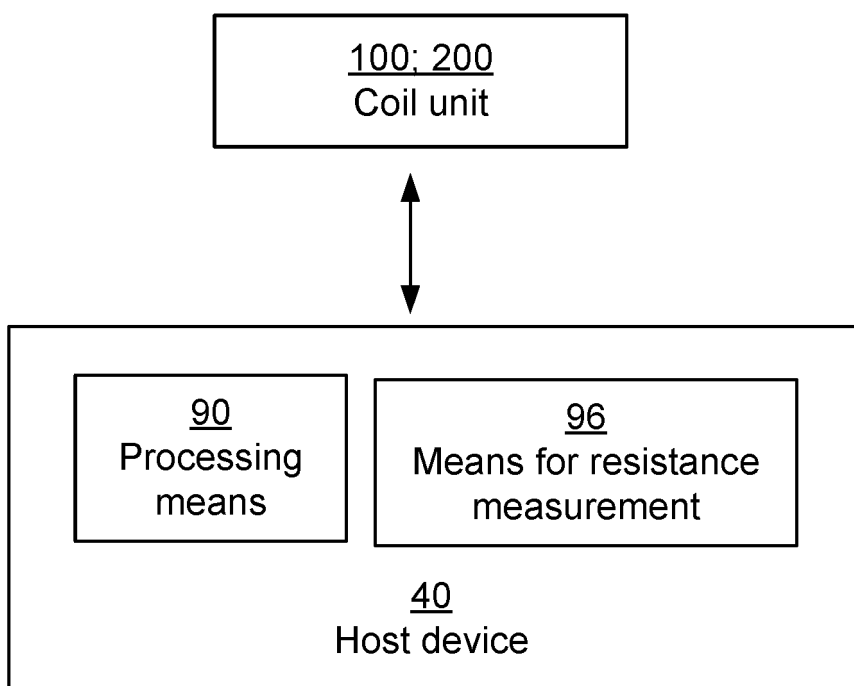 100; 200
Coil unit
90
Processing
means
96
Means for resistance
measurement
40
Host device